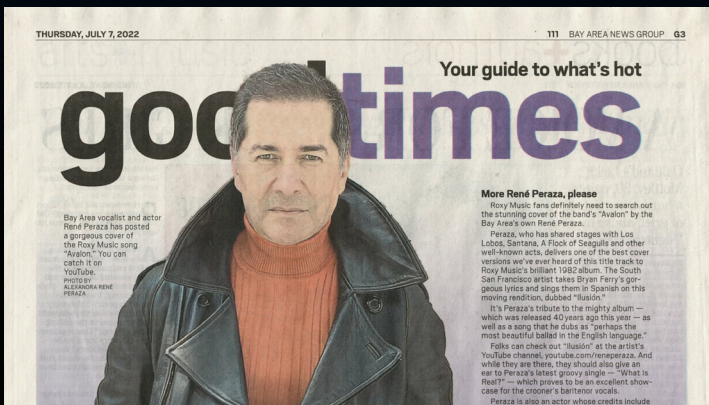 THURSDAY, JULY 7, 2022
111 BAY AREA NEWS GROUP G3
Your guide to what's hot
good times
Bay Area vocalist and actor
René Peraza has posted
a gorgeous cover of
the Roxy Music song
"Avalon." You can
catch it on
YouTube.
PHOTO BY
ALEXANDRA RENÉ
PERAZA
More René Peraza, please
Roxy Music fans definitely need to search out
the stunning cover of the band's "Avalon" by the
Bay Area's own René Peraza.
Peraza, who has shared stages with Los
Lobos, Santana, A Flock of Seagulls and other
well-known acts, delivers one of the best cover
versions we've ever heard of this title track to
Roxy Music's brilliant 1982 album. The South
San Francisco artist takes Bryan Ferry's gor-
geous lyrics and sings them in Spanish on this
moving rendition, dubbed "Ilusión."
It's Peraza's tribute to the mighty album —
which was released 40 years ago this year — as
well as a song that he dubs as "perhaps the
most beautiful ballad in the English language."
Folks can check out "Ilusión" at the artist's
YouTube channel, youtube.com/reneperaza. And
while they are there, they should also give an
ear to Peraza's latest groovy single — "What Is
Real?" — which proves to be an excellent show-
case for the crooner's baritenor vocals.
Peraza is also an actor whose credits include